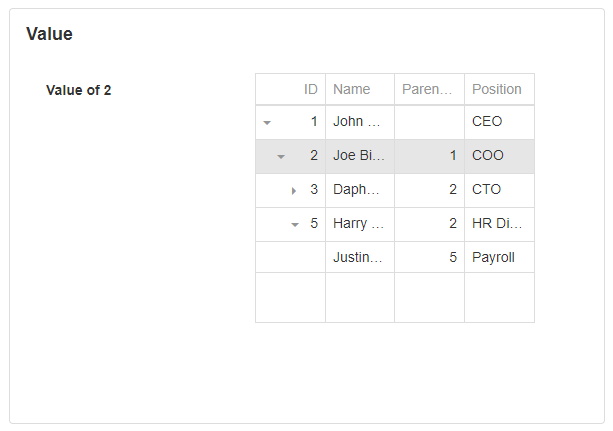 Value
Value of 2
ID Name Paren... Position
1 John ... CEO
2 Joe Bi... 1 COO
3 Daph... 2 CTO
5 Harry ... 2 HR Di...
Justin... 5 Payroll